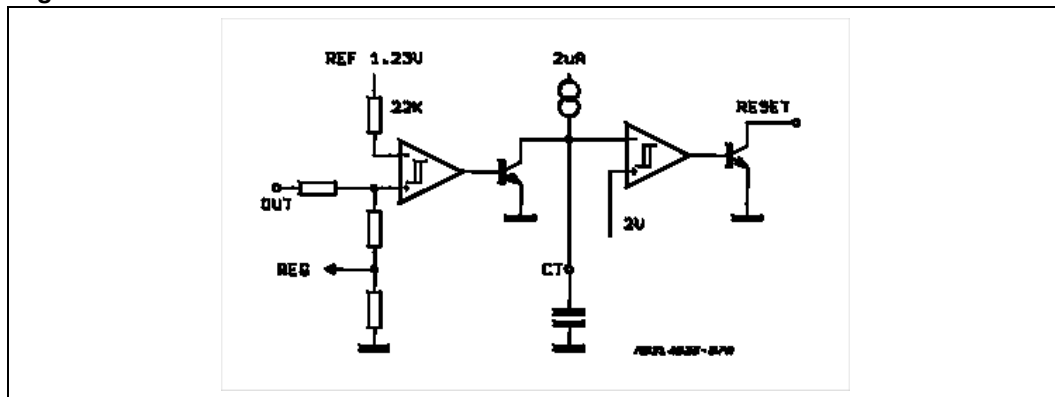 REF 1.23V
2uA
22K
RESET
OUT
2V
REG
CT